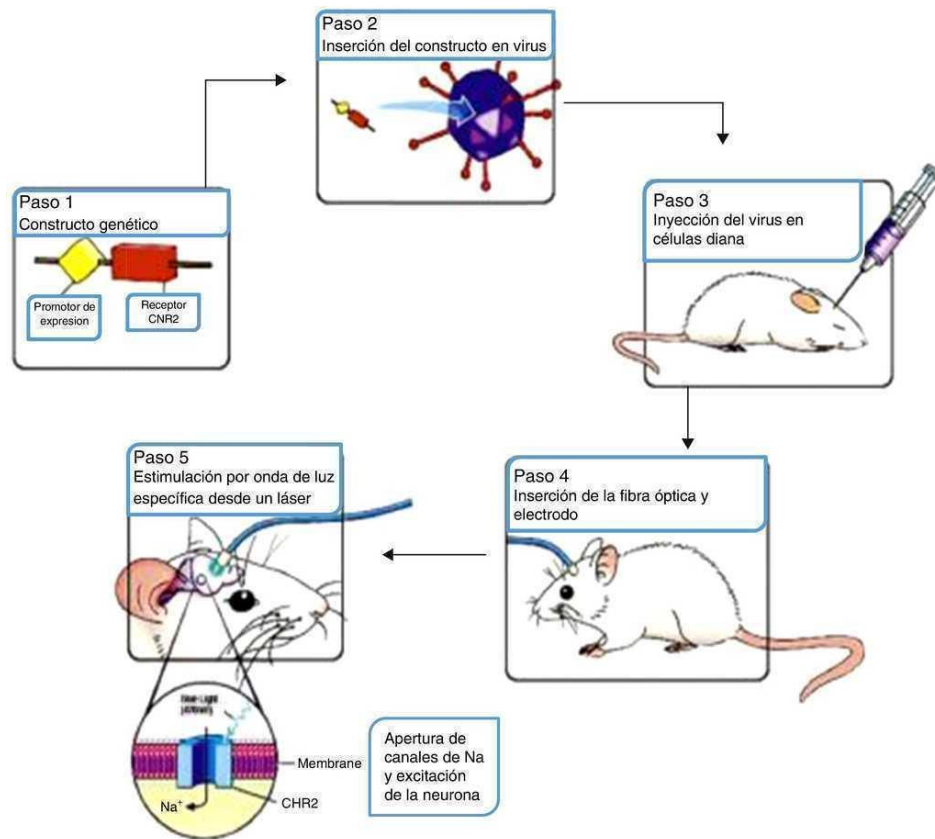 Paso 1
Constructo genético
Promotor de
expresion
Receptor
CNR2
Paso 2
Inserción del constructo en virus
Paso 3
Inyección del virus en
células diana
Paso 4
Inserción de la fibra óptica y
electrodo
Paso 5
Estimulación por onda de luz
específica desde un láser
Membrane
CHR2
Na⁺
Apertura de
canales de Na
y excitación
de la neurona